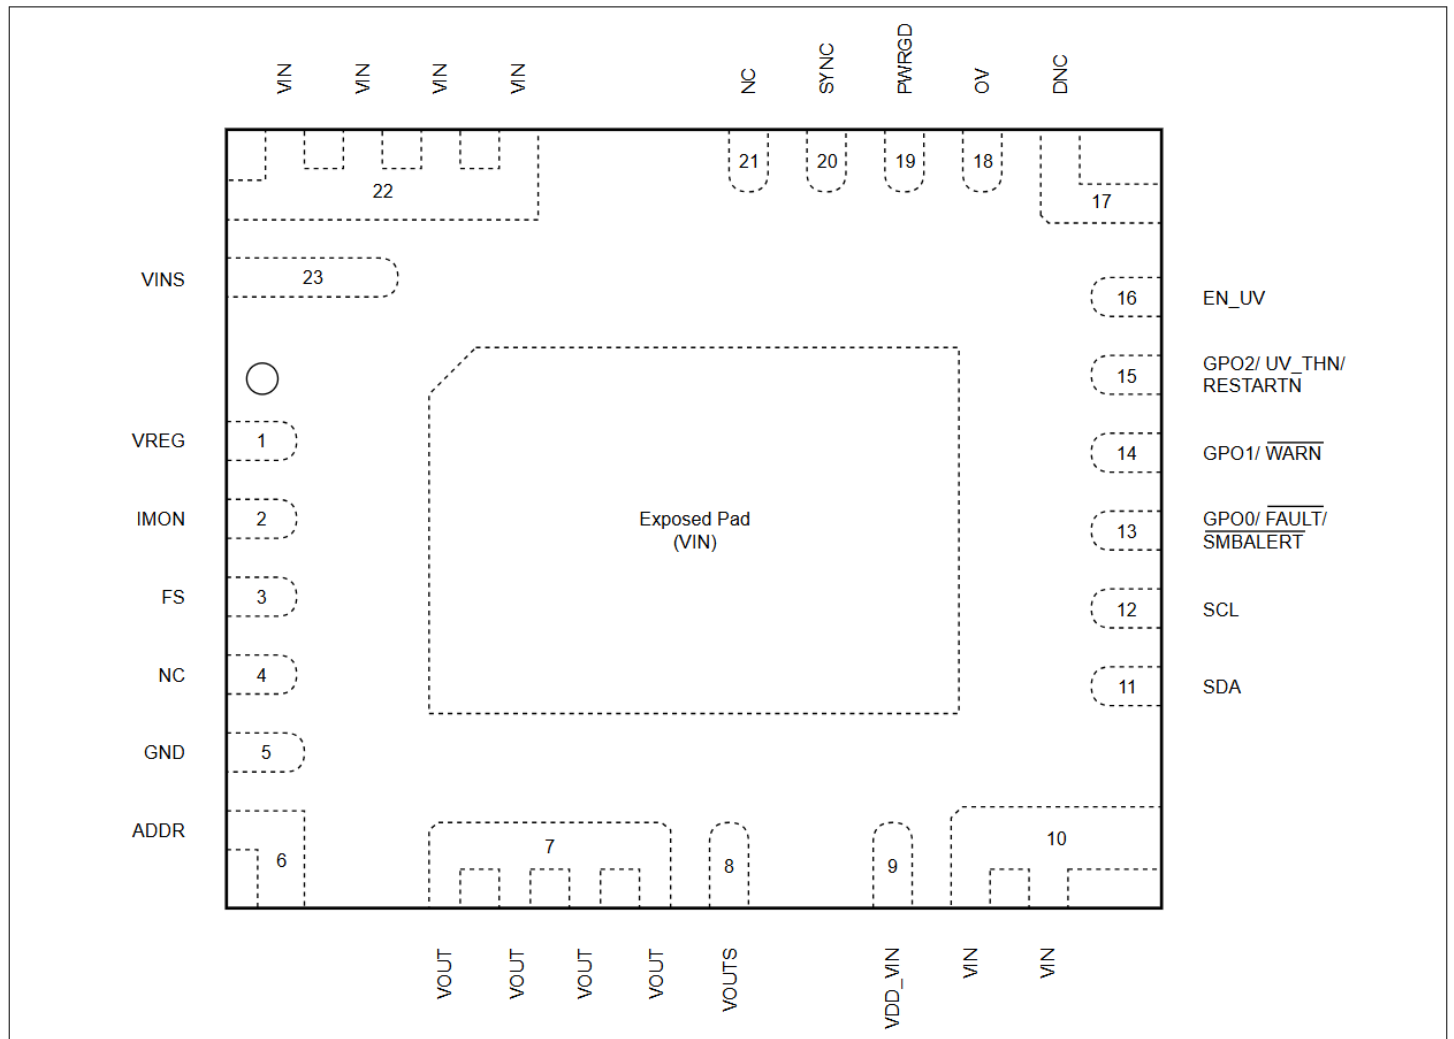 VIN
VIN
VIN
VIN
NC
SYNC
PWRGD
OV
DNC
21
20
19
18
22
17
VINS
23
16
EN_UV
15
GPO2/ UV_THN/
RESTARTN
VREG
1
14
GPO1/ WARN
IMON
2
Exposed Pad
(VIN)
13
GPO0/ FAULT/
SMBALERT
FS
3
12
SCL
NC
4
11
SDA
GND
5
ADDR
6
7
8
9
10
VOUT
VOUT
VOUT
VOUT
VOUTS
VDD_VIN
VIN
VIN